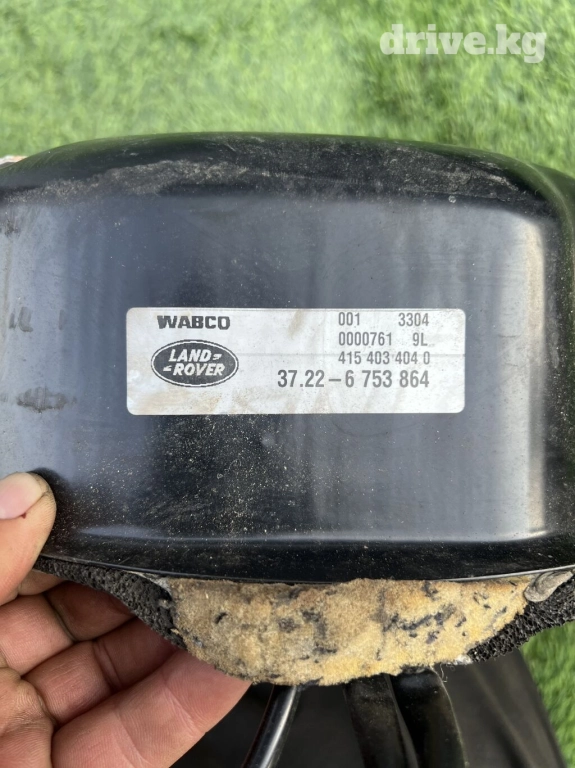 drive.kg
WABCO
001 3304
0000761 9L
415 403 404 0
LAND-
-ROVER
37.22-6 753 864